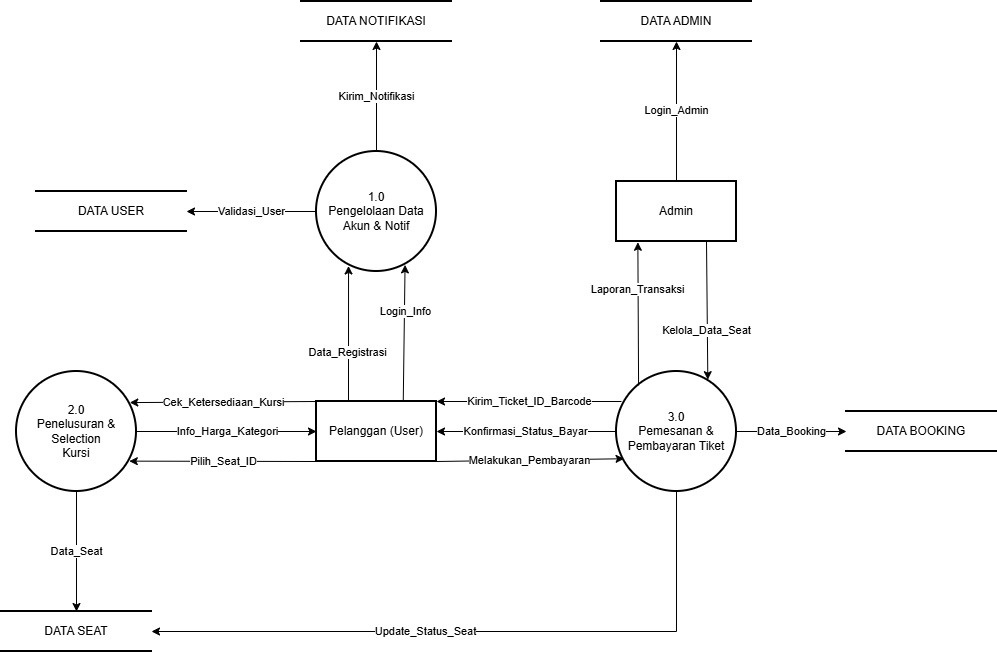 DATA NOTIFIKASI
DATA ADMIN
Kirim_Notifikasi
Login_Admin
1.0
Pengelolaan Data
Akun & Notif
DATA USER
Validasi_User
Admin
Laporan_Transaksi
Login_Info
Kelola_Data_Seat
Data_Registrasi
Cek_Ketersediaan_Kursi
Kirim_Ticket_ID_Barcode
2.0
Penelusuran &
Selection
Kursi
Info_Harga_Kategori
Pelanggan (User)
Konfirmasi_Status_Bayar
3.0
Pemesanan &
Pembayaran Tiket
Data_Booking
DATA BOOKING
Pilih_Seat_ID
Melakukan_Pembayaran
Data_Seat
DATA SEAT
Update_Status_Seat